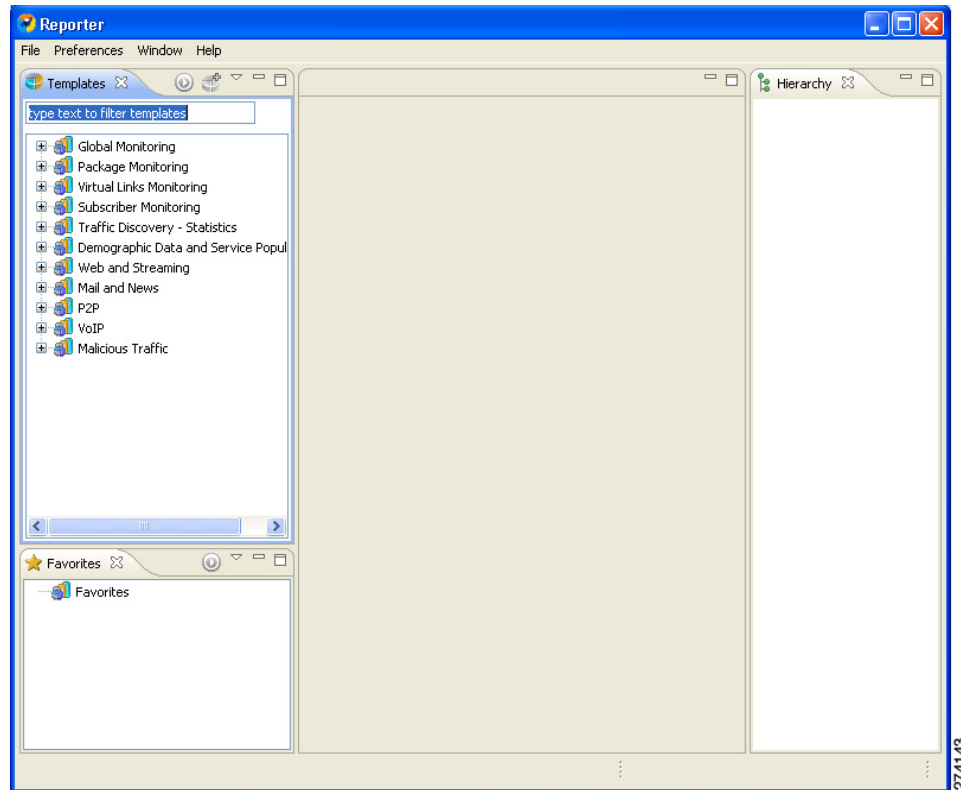 Reporter
File Preferences Window Help
Templates
type text to filter templates
Global Monitoring
Package Monitoring
Virtual Links Monitoring
Subscriber Monitoring
Traffic Discovery - Statistics
Demographic Data and Service Popul
Web and Streaming
Mail and News
P2P
VoIP
Malicious Traffic
Favorites
Favorites
Hierarchy
274143